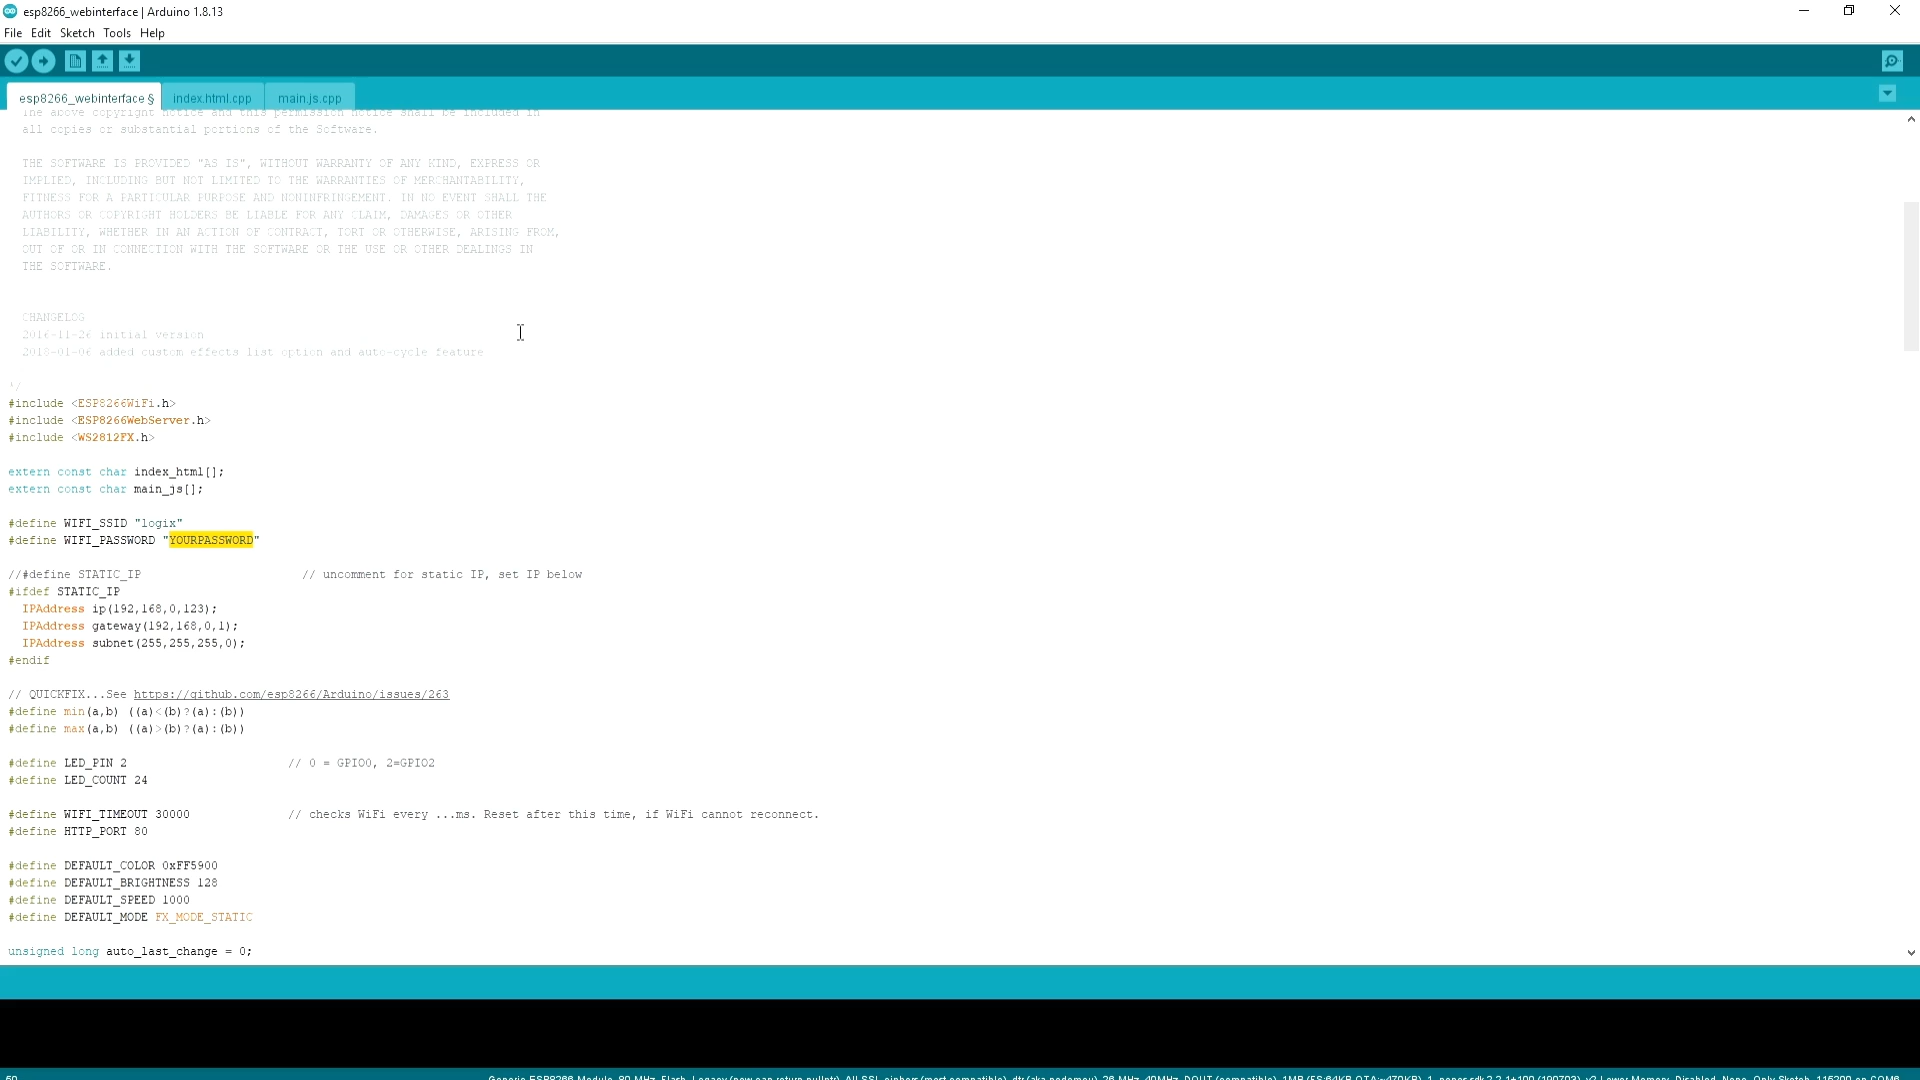 esp8266_webinterface | Arduino 1.8.13
File Edit Sketch Tools Help
esp8266_webinterface § index.html.cpp main.js.cpp
The above copyright notice and this permission notice shall be included in
all copies or substantial portions of the Software.
THE SOFTWARE IS PROVIDED "AS IS", WITHOUT WARRANTY OF ANY KIND, EXPRESS OR
IMPLIED, INCLUDING BUT NOT LIMITED TO THE WARRANTIES OF MERCHANTABILITY,
FITNESS FOR A PARTICULAR PURPOSE AND NONINFRINGEMENT. IN NO EVENT SHALL THE
AUTHORS OR COPYRIGHT HOLDERS BE LIABLE FOR ANY CLAIM, DAMAGES OR OTHER
LIABILITY, WHETHER IN AN ACTION OF CONTRACT, TORT OR OTHERWISE, ARISING FROM,
OUT OF OR IN CONNECTION WITH THE SOFTWARE OR THE USE OR OTHER DEALINGS IN
THE SOFTWARE.
CHANGELOG
2016-11-26 initial version
2018-01-06 added custom effects list option and auto-cycle feature
*/
#include <ESP8266WiFi.h>
#include <ESP8266WebServer.h>
#include <WS2812FX.h>
extern const char index_html[];
extern const char main_js[];
#define WIFI_SSID "logix"
#define WIFI_PASSWORD "YOURPASSWORD"
//#define STATIC_IP // uncomment for static IP, set IP below
#ifdef STATIC_IP
IPAddress ip(192,168,0,123);
IPAddress gateway(192,168,0,1);
IPAddress subnet(255,255,255,0);
#endif
// QUICKFIX...See https://github.com/esp8266/Arduino/issues/263
#define min(a,b) ((a)<(b)?(a):(b))
#define max(a,b) ((a)>(b)?(a):(b))
#define LED_PIN 2 // 0 = GPIO0, 2=GPIO2
#define LED_COUNT 24
#define WIFI_TIMEOUT 30000 // checks WiFi every ...ms. Reset after this time, if WiFi cannot reconnect.
#define HTTP_PORT 80
#define DEFAULT_COLOR 0xFF5900
#define DEFAULT_BRIGHTNESS 128
#define DEFAULT_SPEED 1000
#define DEFAULT_MODE FX_MODE_STATIC
unsigned long auto_last_change = 0;